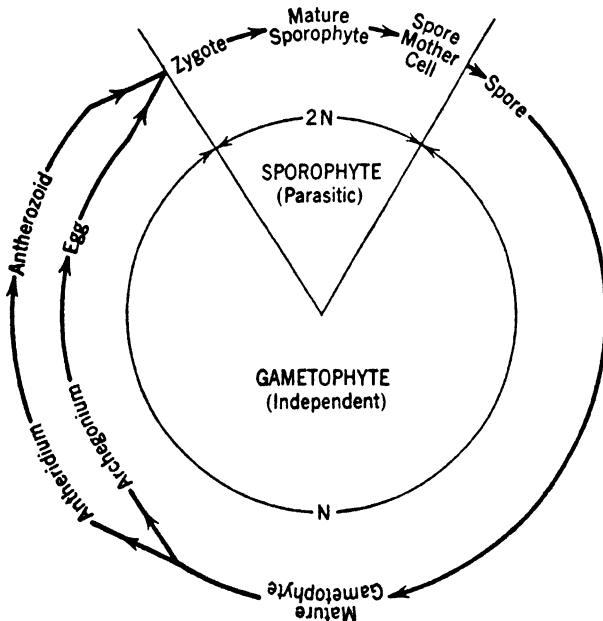 Zygote
Mature
Sporophyte
Spore
Mother
Cell
Spore
2N
SPOROPHYTE
(Parasitic)
Antherozoid
Egg
GAMETOPHYTE
(Independent)
Archegonium
Antheridium
N
Mature
Gametophyte